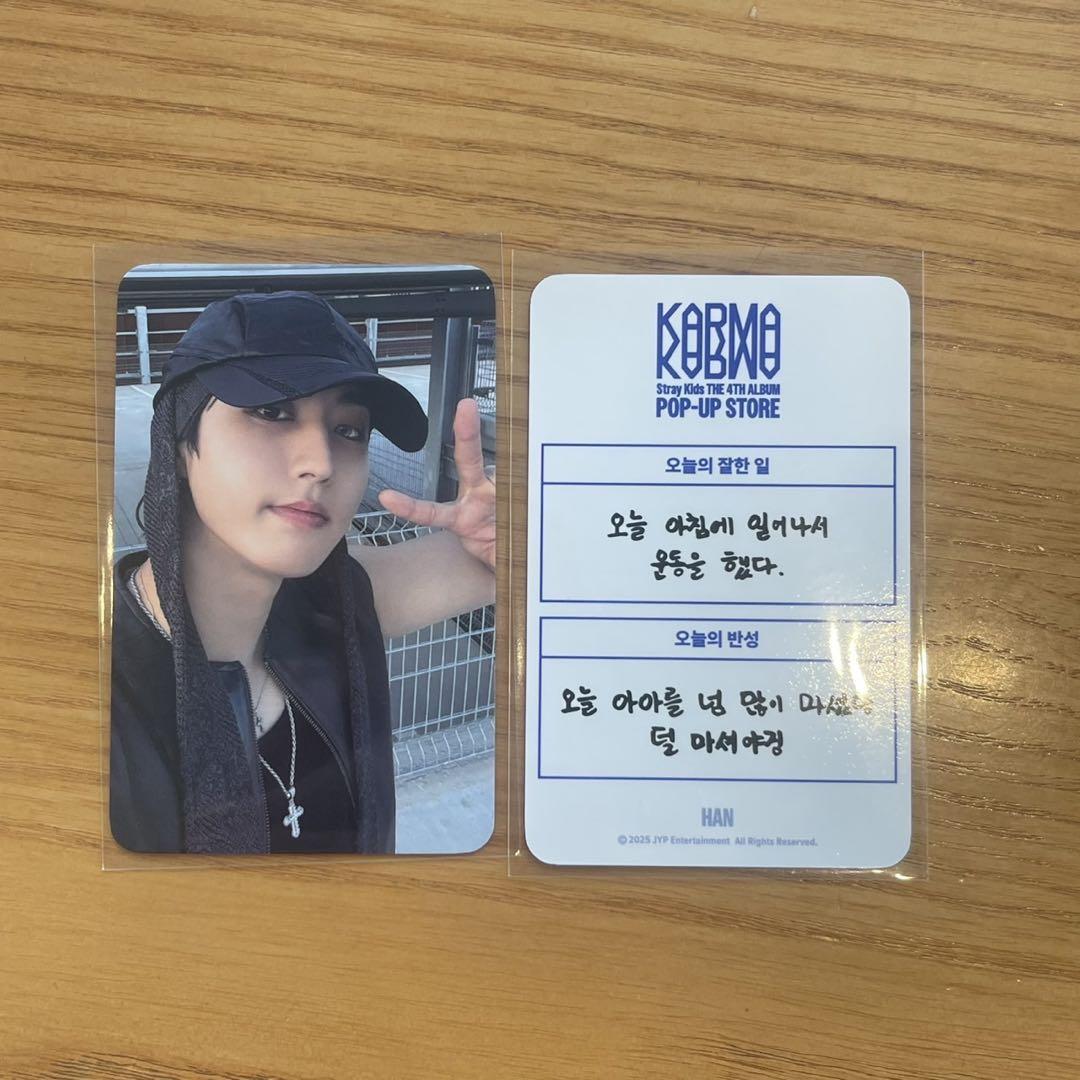 KARMA
Stray Kids THE 4TH ALBUM
POP-UP STORE
오늘의 잘한 일
오늘 아침에 일어나서
운동을 했다.
오늘의 반성
오늘 아아를 넘 많이
덜 마셔야징
HAN
©2025 JYP Entertainment All Rights Reserved.